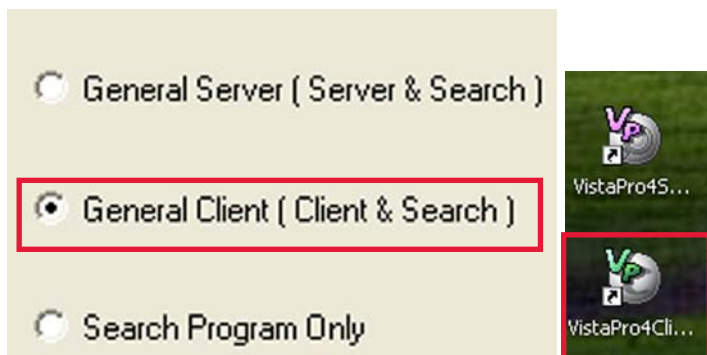 General Server ( Server & Search )
General Client ( Client & Search )
Search Program Only
VP
VistaPro4S...
VP
VistaPro4Cli...